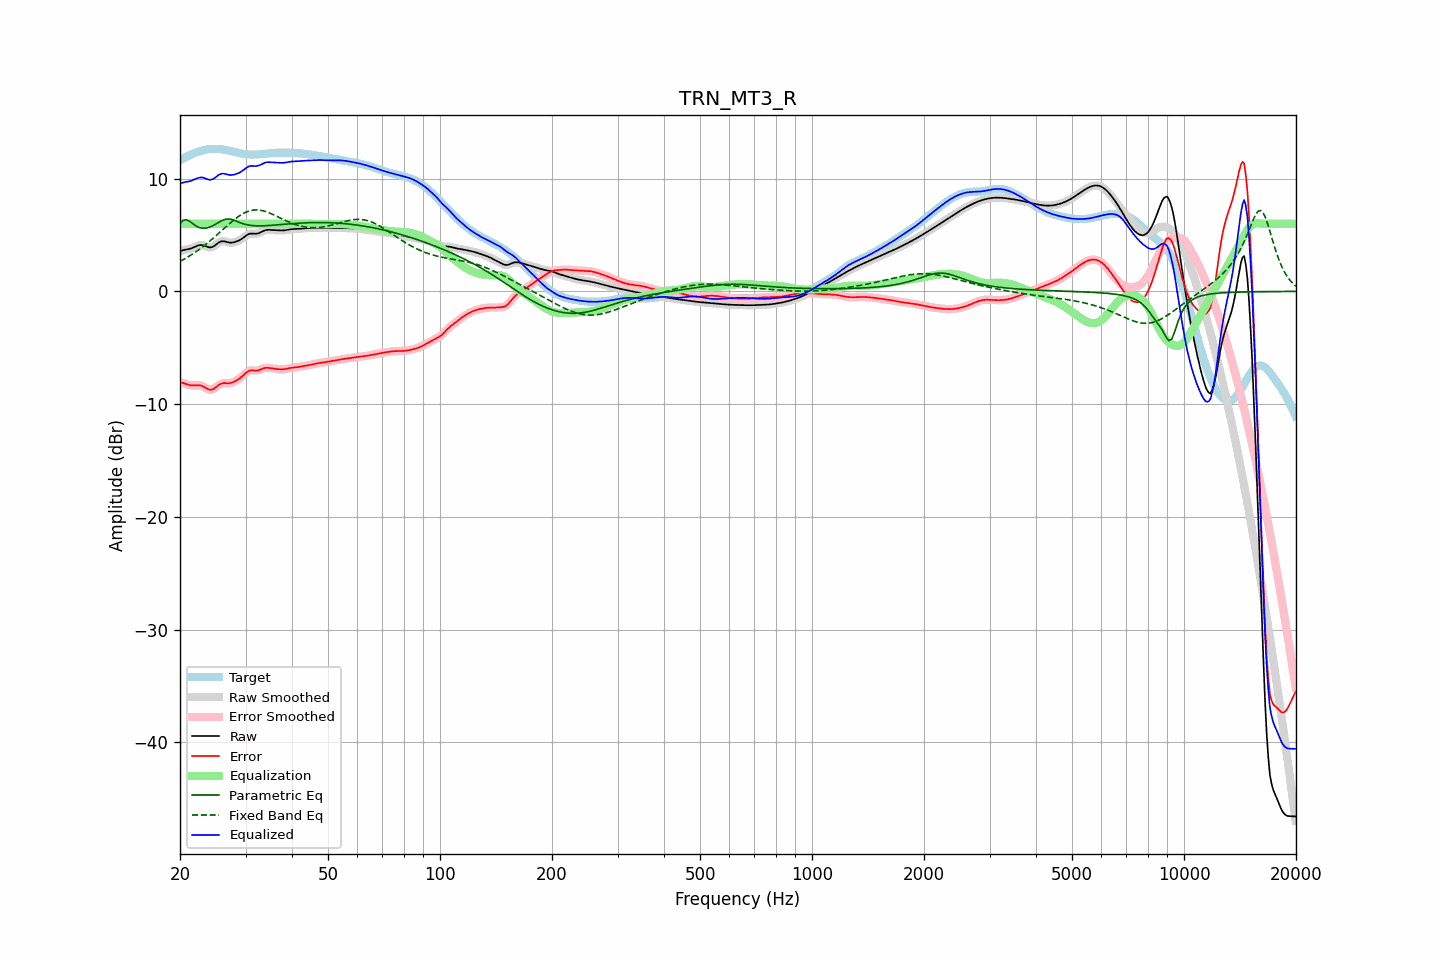 TRN_MT3_R
Amplitude (dBr)
10
0
−10
−20
−30
−40
Target
Raw Smoothed
Error Smoothed
Raw
Error
Equalization
Parametric Eq
Fixed Band Eq
Equalized
20 50 100 200 500 1000 2000 5000 10000 20000
Frequency (Hz)